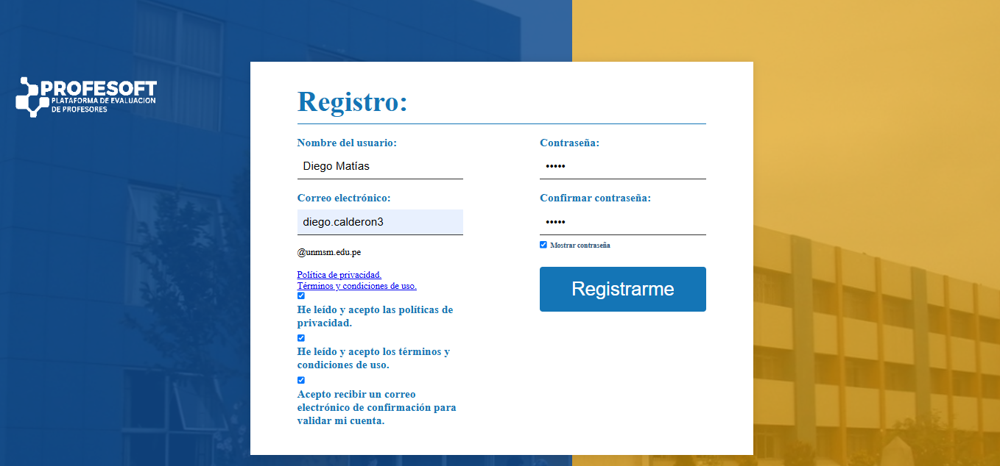 PROFESOFT
PLATAFORMA DE EVALUACION
DE PROFESORES
Registro:
Nombre del usuario:
Diego Matías
Correo electrónico:
diego.calderon3
@unmsm.edu.pe
Política de privacidad.
Términos y condiciones de uso.
He leído y acepto las políticas de
privacidad.
He leído y acepto los términos y
condiciones de uso.
Acepto recibir un correo
electrónico de confirmación para
validar mi cuenta.
Contraseña:
•••••
Confirmar contraseña:
•••••
Mostrar contraseña
Registrarme